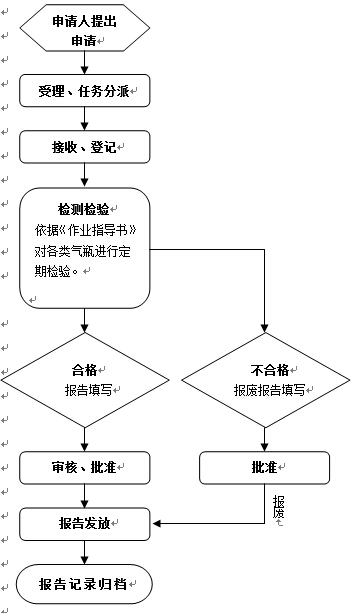 申请人提出
申请
受理、任务分派
接收、登记
检测检验
依据《作业指导书》
对各类气瓶进行定
期检验。
合格
报告填写
不合格
报废报告填写
审核、批准
批准
报废
报告发放
报告记录归档